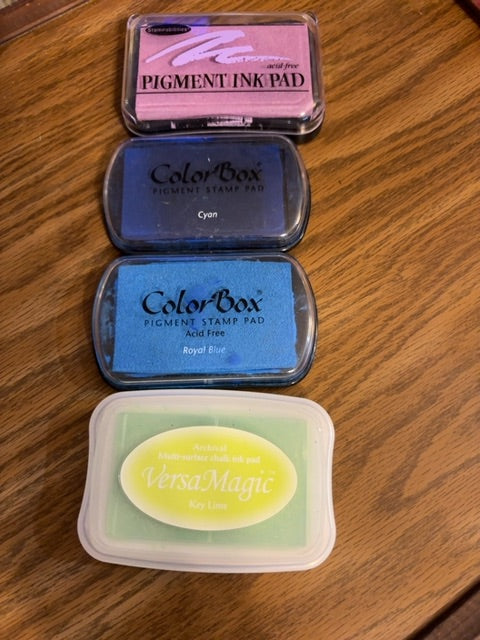 Stampabilities
acid-free
PIGMENT INK PAD
ColorBox®
PIGMENT STAMP PAD
Cyan
ColorBox®
PIGMENT STAMP PAD
Acid Free
Royal Blue
Archival
Multi-surface chalk ink pad
VersaMagic
Key Lime